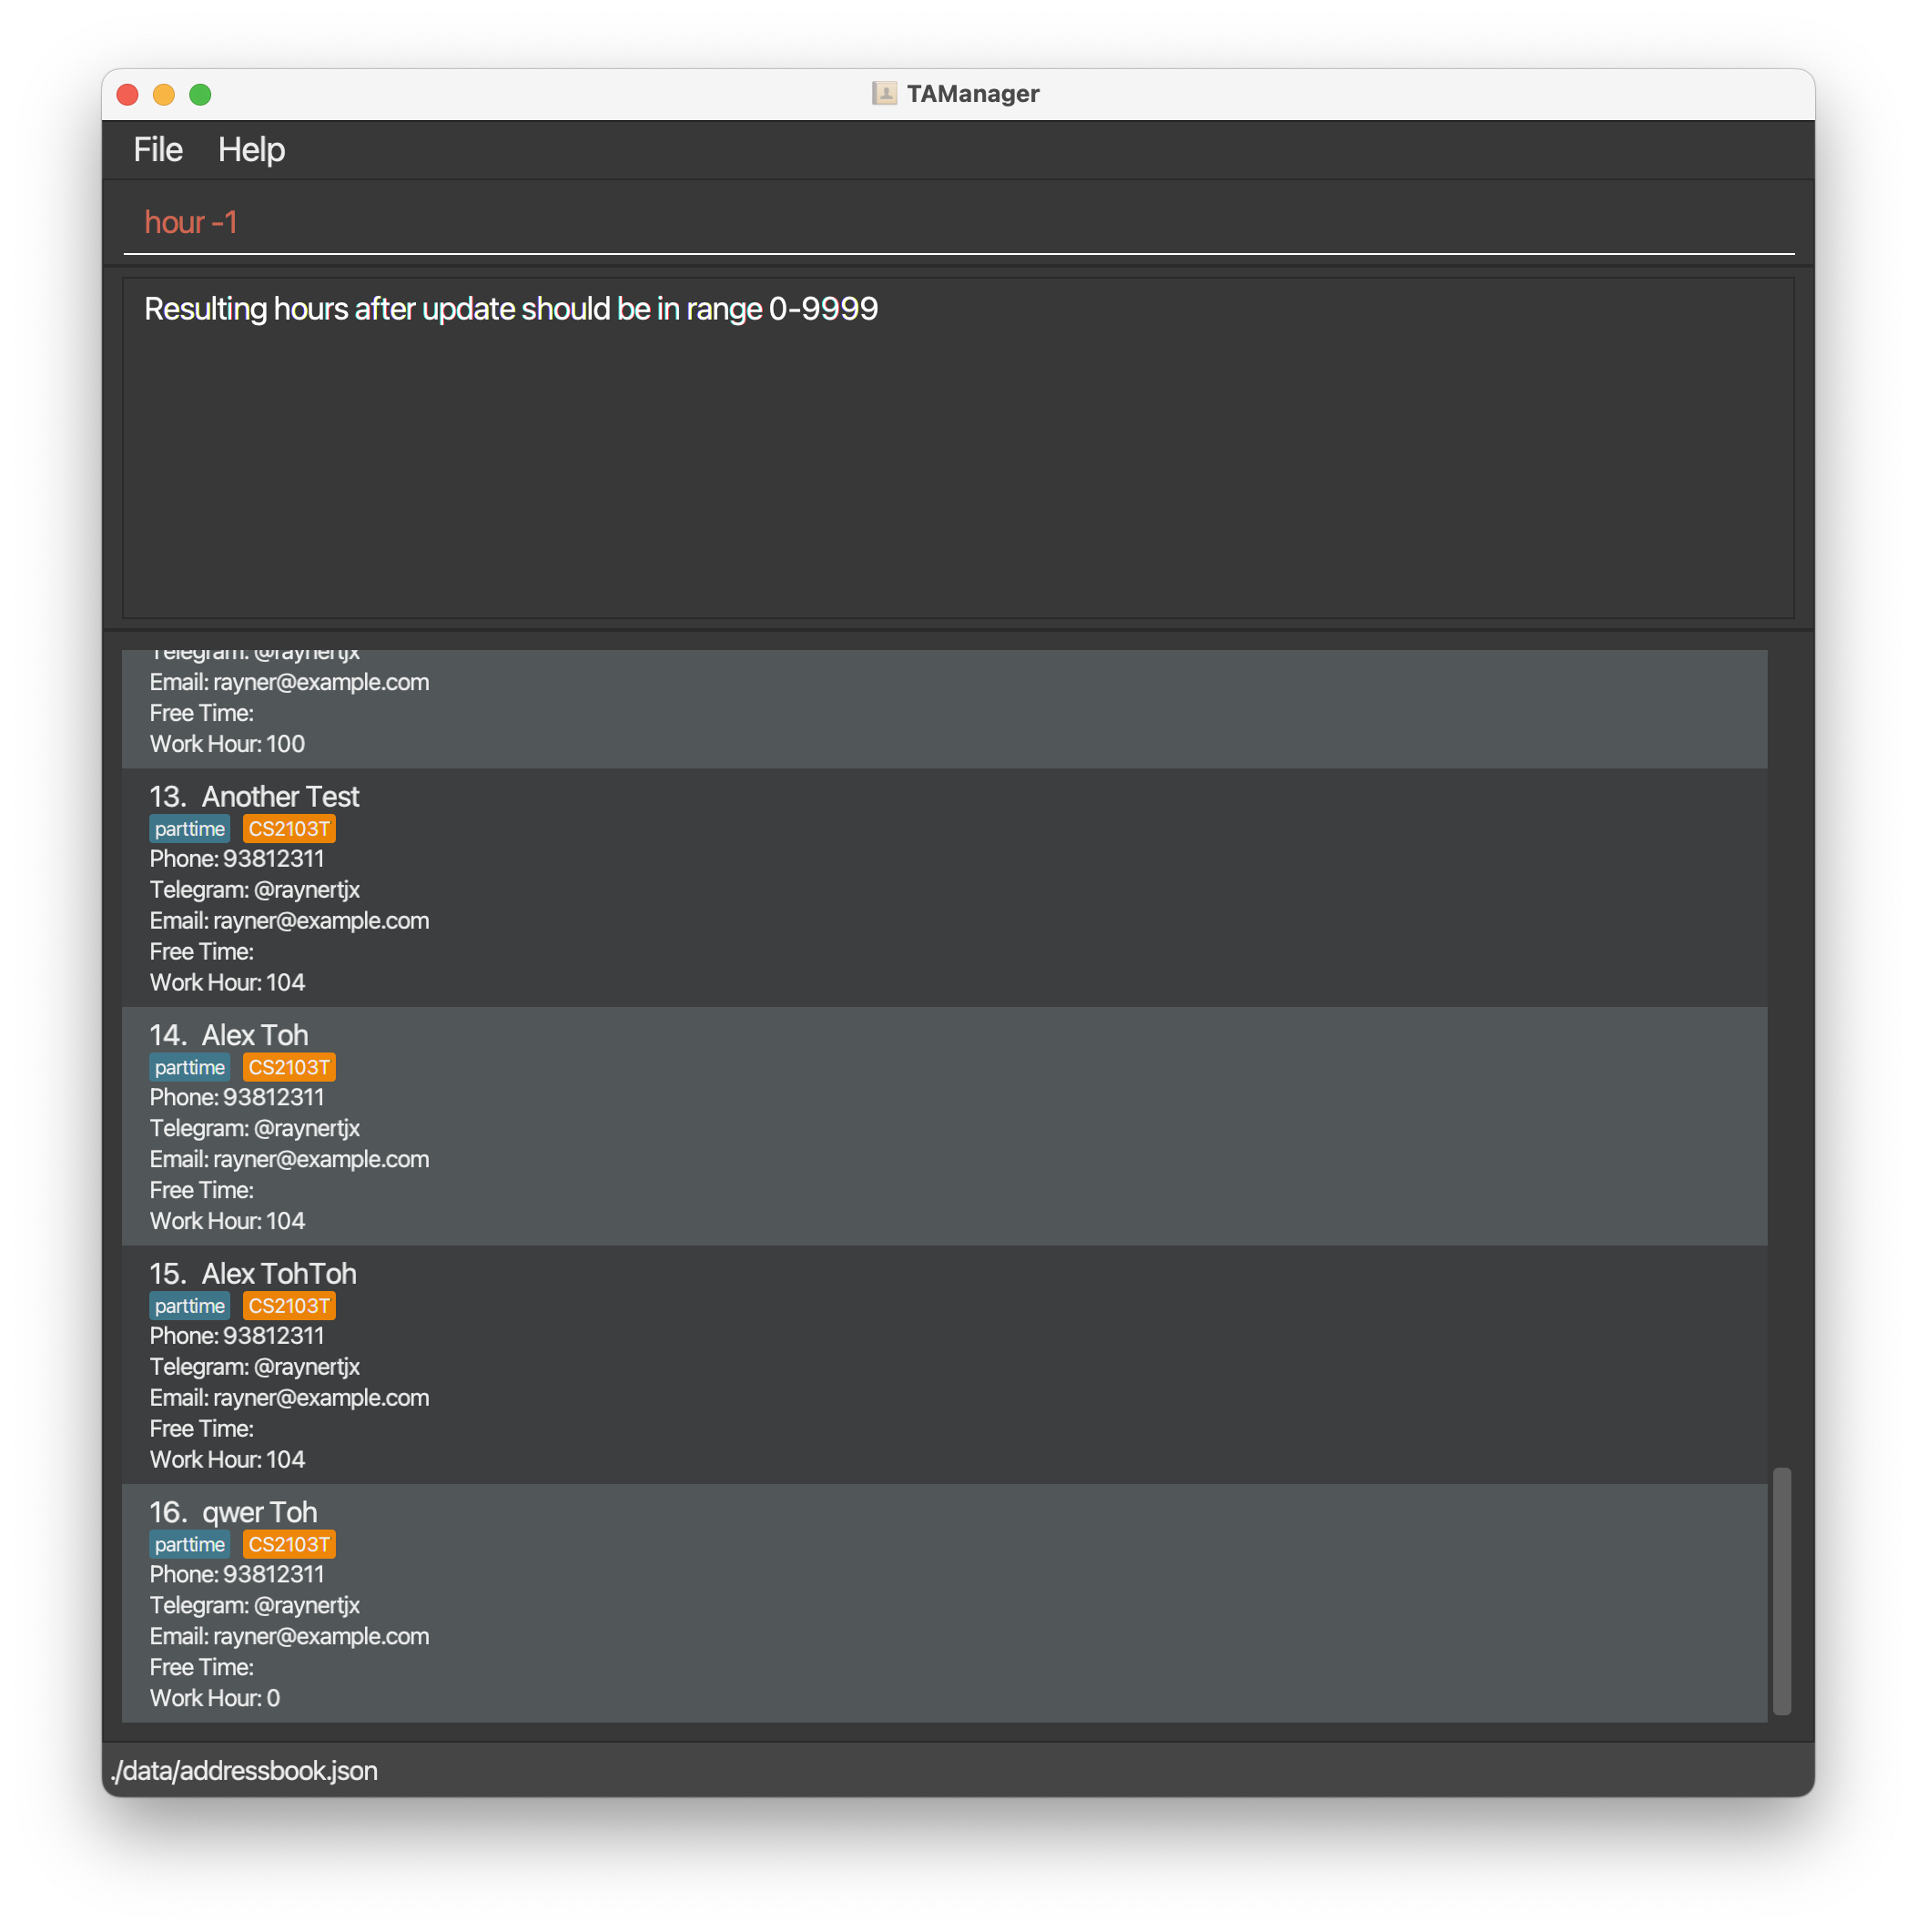 TAManager
File Help
hour -1
Resulting hours after update should be in range 0-9999
Telegram: @raynertjx
Email: rayner@example.com
Free Time:
Work Hour: 100
13. Another Test
parttime CS2103T
Phone: 93812311
Telegram: @raynertjx
Email: rayner@example.com
Free Time:
Work Hour: 104
14. Alex Toh
parttime CS2103T
Phone: 93812311
Telegram: @raynertjx
Email: rayner@example.com
Free Time:
Work Hour: 104
15. Alex TohToh
parttime CS2103T
Phone: 93812311
Telegram: @raynertjx
Email: rayner@example.com
Free Time:
Work Hour: 104
16. qwer Toh
parttime CS2103T
Phone: 93812311
Telegram: @raynertjx
Email: rayner@example.com
Free Time:
Work Hour: 0
./data/addressbook.json